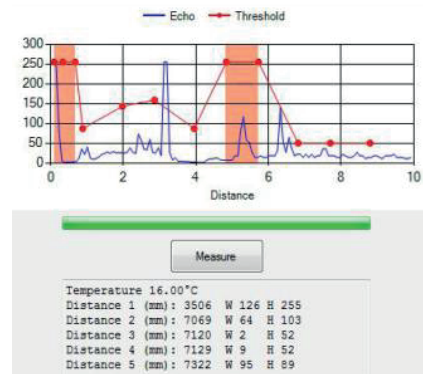 Echo Threshold
300
250
200
150
100
50
0
0 2 4 6 8 10
Distance
Measure
Temperature 16.00°C
Distance 1 (mm): 3506 W 126 H 255
Distance 2 (mm): 7069 W 64 H 103
Distance 3 (mm): 7120 W 2 H 52
Distance 4 (mm): 7129 W 9 H 52
Distance 5 (mm): 7322 W 95 H 89